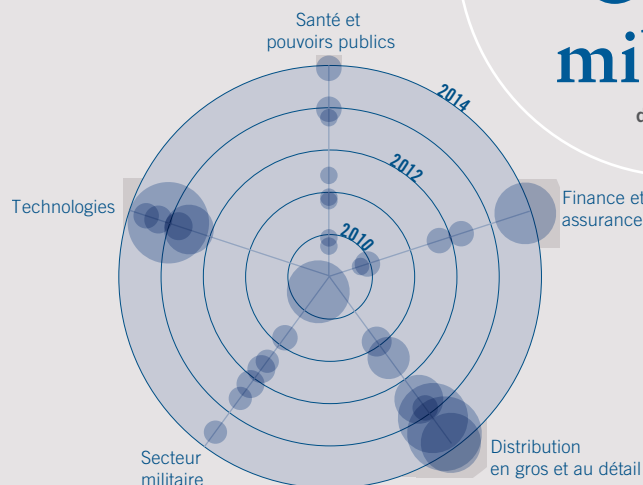 Santé et
pouvoirs publics
mil
2014
2012
2010
Technologies
Finance et
assurance
Secteur
militaire
Distribution
en gros et au détail